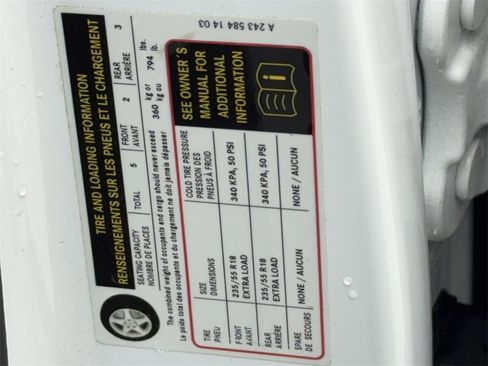 A 243 584 14 03
TIRE AND LOADING INFORMATION
RENSEIGNEMENTS SUR LES PNEUS ET LE CHARGEMENT
SEATING CAPACITY TOTAL 5 FRONT 2 REAR 3
NOMBRE DE PLACES AVANT ARRIÈRE
The combined weight of occupants and cargo should never exceed 360 kg or 794 lbs.
Le poids total des occupants et du chargement ne doit jamais dépasser 360 kg ou 794 lb.
TIRE SIZE COLD TIRE PRESSURE
PNEU DIMENSIONS PRESSION DES
PNEUS À FROID
FRONT 235/55 R18 340 KPA, 50 PSI
AVANT EXTRA LOAD
REAR 235/55 R18 340 KPA, 50 PSI
ARRIÈRE EXTRA LOAD
SPARE NONE / AUCUN NONE / AUCUN
DE SECOURS
SEE OWNER'S
MANUAL FOR
ADDITIONAL
INFORMATION